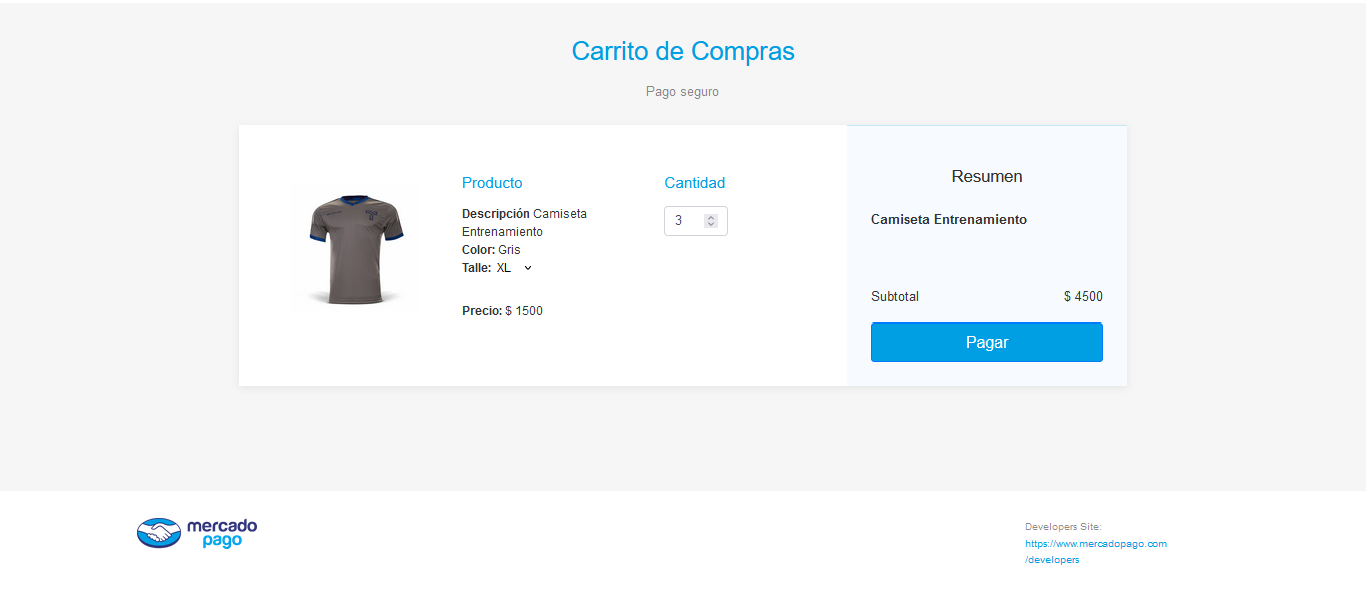 Carrito de Compras
Pago seguro
Producto
Descripción Camiseta
Entrenamiento
Color: Gris
Talle: XL
Precio: $ 1500
Cantidad
3
Resumen
Camiseta Entrenamiento
Subtotal $ 4500
Pagar
mercado
pago
Developers Site:
https://www.mercadopago.com
/developers